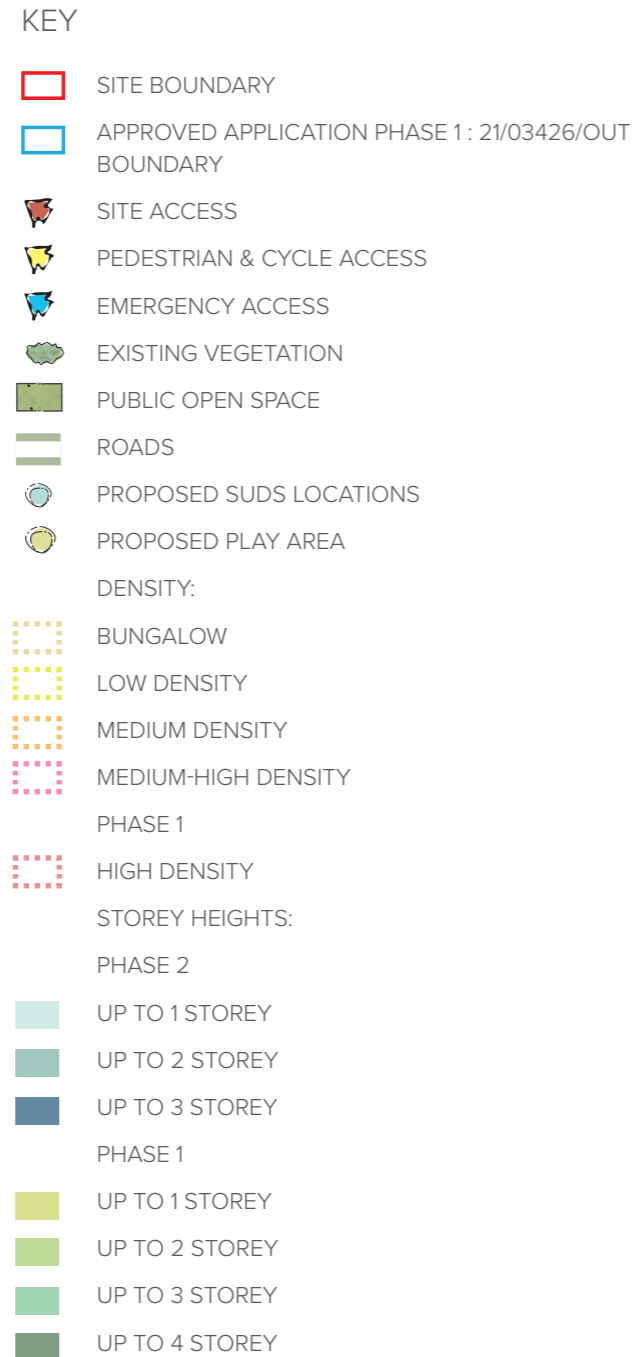 KEY
SITE BOUNDARY
APPROVED APPLICATION PHASE 1 : 21/03426/OUT
BOUNDARY
SITE ACCESS
PEDESTRIAN & CYCLE ACCESS
EMERGENCY ACCESS
EXISTING VEGETATION
PUBLIC OPEN SPACE
ROADS
PROPOSED SUDS LOCATIONS
PROPOSED PLAY AREA
DENSITY:
BUNGALOW
LOW DENSITY
MEDIUM DENSITY
MEDIUM-HIGH DENSITY
PHASE 1
HIGH DENSITY
STOREY HEIGHTS:
PHASE 2
UP TO 1 STOREY
UP TO 2 STOREY
UP TO 3 STOREY
PHASE 1
UP TO 1 STOREY
UP TO 2 STOREY
UP TO 3 STOREY
UP TO 4 STOREY